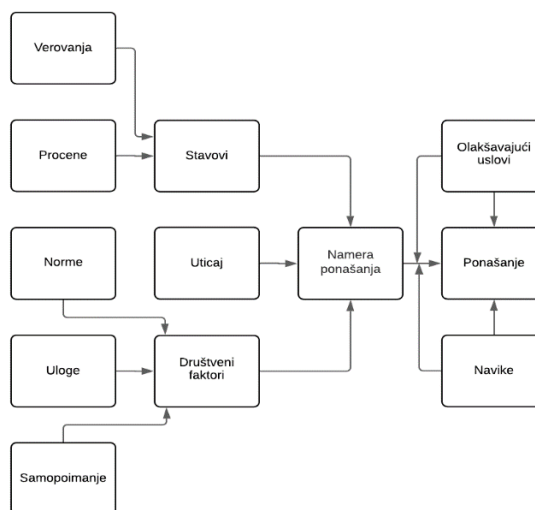 Verovanja
Procene
Stavovi
Olakšavajući
uslovi
Norme
Uticaj
Namera
ponašanja
Ponašanje
Uloge
Društveni
faktori
Navike
Samopoimanje